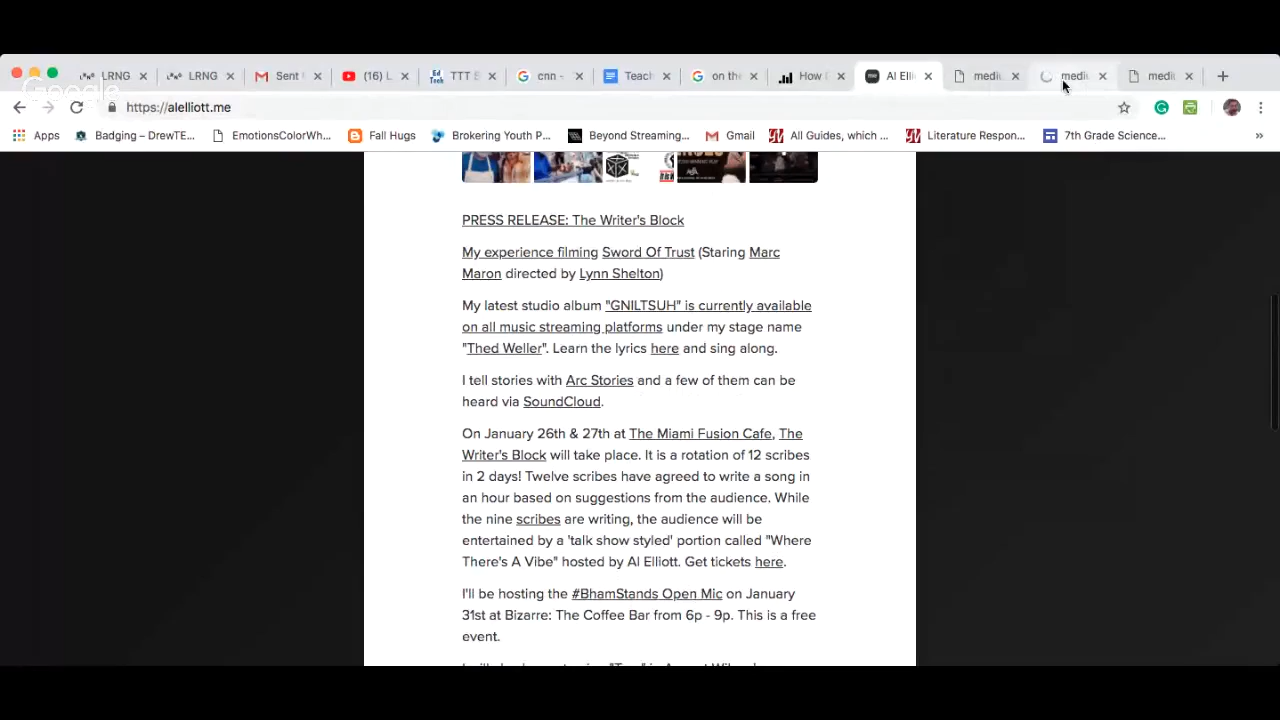 LRNG
LRNG
Sent
(16) L
TTT
cnn -
Teach
on the
How
Al Elli
medi
medi
medi
Google
https://alelliott.me
Apps
Badging – DrewTE...
EmotionsColorWh...
Fall Hugs
Brokering Youth P...
Beyond Streaming...
Gmail
All Guides, which ...
Literature Respon...
7th Grade Science...
»
PRESS RELEASE: The Writer's Block
My experience filming Sword Of Trust (Staring Marc
Maron directed by Lynn Shelton)
My latest studio album "GNILTSUH" is currently available
on all music streaming platforms under my stage name
"Thed Weller". Learn the lyrics here and sing along.
I tell stories with Arc Stories and a few of them can be
heard via SoundCloud.
On January 26th & 27th at The Miami Fusion Cafe, The
Writer's Block will take place. It is a rotation of 12 scribes
in 2 days! Twelve scribes have agreed to write a song in
an hour based on suggestions from the audience. While
the nine scribes are writing, the audience will be
entertained by a 'talk show styled' portion called "Where
There's A Vibe" hosted by Al Elliott. Get tickets here.
I'll be hosting the #BhamStands Open Mic on January
31st at Bizarre: The Coffee Bar from 6p - 9p. This is a free
event.